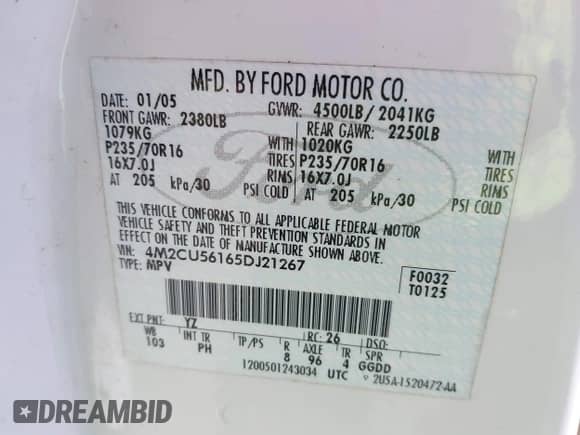 MFD. BY FORD MOTOR CO.
DATE: 01/05 GVWR: 4500LB/ 2041KG
FRONT GAWR: 2380LB REAR GAWR: 2250LB
1079KG WITH 1020KG WITH
P235/70R16 TIRES P235/70R16 TIRES
16X7.0J RIMS 16X7.0J RIMS
AT 205 kPa/30 PSI COLD AT 205 kPa/30 PSI COLD
Ford
THIS VEHICLE CONFORMS TO ALL APPLICABLE FEDERAL MOTOR
VEHICLE SAFETY AND THEFT PREVENTION STANDARDS IN
EFFECT ON THE DATE OF MANUFACTURE SHOWN ABOVE.
VIN: 4M2CU56165DJ21267
TYPE: MPV
F0032
T0125
EXT PNT: YZ RC: 26 DSO:
WB INT TR TP/PS R AXLE TR SPR
103 PH 8 96 4 GGDD
1200501243034 UTC 2U5A-1520472-AA
DREAMBID